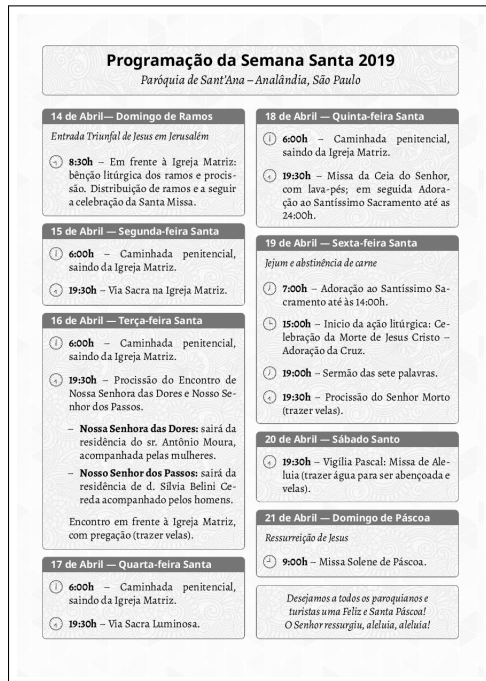 Programação da Semana Santa 2019
Paróquia de Sant'Ana – Analândia, São Paulo
14 de Abril— Domingo de Ramos
Entrada Triunfal de Jesus em Jerusalém
8:30h – Em frente à Igreja Matriz:
bênção litúrgica dos ramos e procis-
são. Distribuição de ramos e a seguir
a celebração da Santa Missa.
15 de Abril — Segunda-feira Santa
6:00h – Caminhada penitencial,
saindo da Igreja Matriz.
19:30h – Via Sacra na Igreja Matriz.
16 de Abril — Terça-feira Santa
6:00h – Caminhada penitencial,
saindo da Igreja Matriz.
19:30h – Procissão do Encontro de
Nossa Senhora das Dores e Nosso Se-
nhor dos Passos.
– Nossa Senhora das Dores: sairá da
residência do sr. Antônio Moura,
acompanhada pelas mulheres.
– Nosso Senhor dos Passos: sairá da
residência de d. Sílvia Belini Ce-
reda acompanhado pelos homens.
Encontro em frente à Igreja Matriz,
com pregação (trazer velas).
17 de Abril — Quarta-feira Santa
6:00h – Caminhada penitencial,
saindo da Igreja Matriz.
19:30h – Via Sacra Luminosa.
18 de Abril — Quinta-feira Santa
6:00h – Caminhada penitencial,
saindo da Igreja Matriz.
19:30h – Missa da Ceia do Senhor,
com lava-pés; em seguida Adora-
ção ao Santíssimo Sacramento até as
24:00h.
19 de Abril — Sexta-feira Santa
Jejum e abstinência de carne
7:00h – Adoração ao Santíssimo Sa-
cramento até às 14:00h.
15:00h – Inicio da ação litúrgica: Ce-
lebração da Morte de Jesus Cristo –
Adoração da Cruz.
19:00h – Sermão das sete palavras.
19:30h – Procissão do Senhor Morto
(trazer velas).
20 de Abril — Sábado Santo
19:30h – Vigília Pascal: Missa de Ale-
luia (trazer água para ser abençoada e
velas).
21 de Abril — Domingo de Páscoa
Ressurreição de Jesus
9:00h – Missa Solene de Páscoa.
Desejamos a todos os paroquianos e
turistas uma Feliz e Santa Páscoa!
O Senhor ressurgiu, aleluia, aleluia!